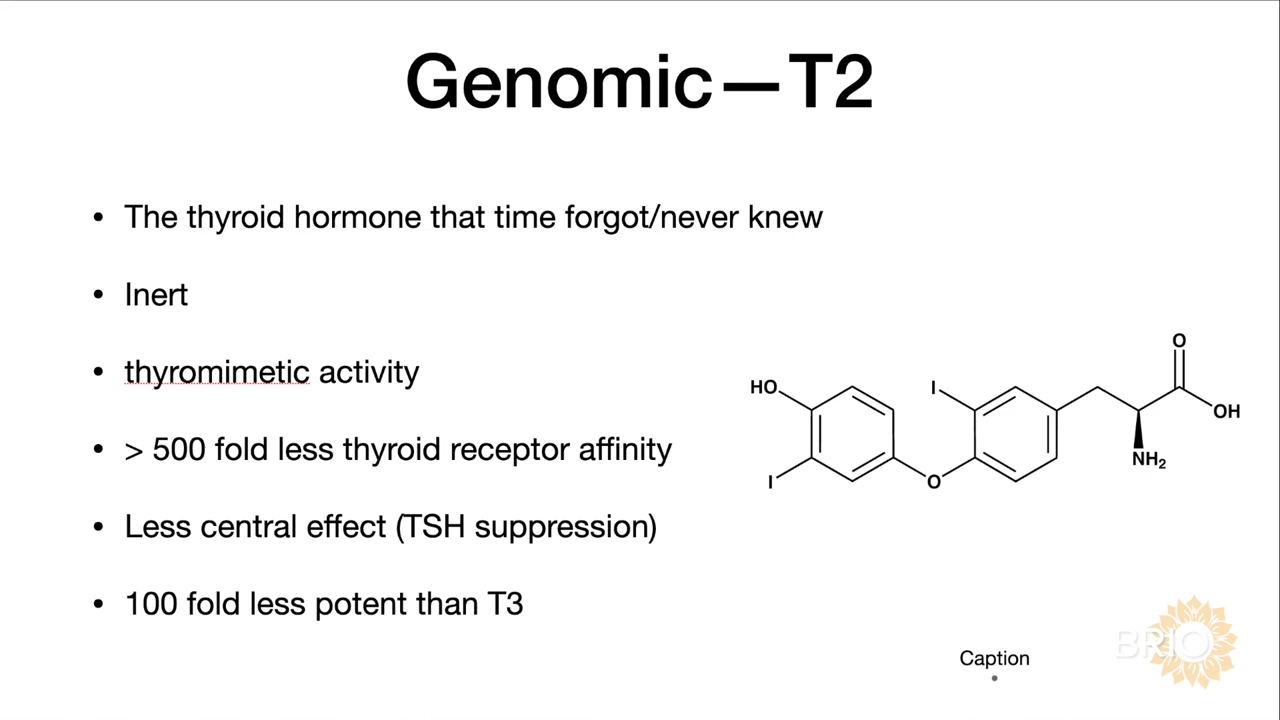 Genomic—T2
• The thyroid hormone that time forgot/never knew
• Inert
• thyromimetic activity
• > 500 fold less thyroid receptor affinity
• Less central effect (TSH suppression)
• 100 fold less potent than T3
O
HO
I
OH
NH₂
I
O
Caption
BRIO